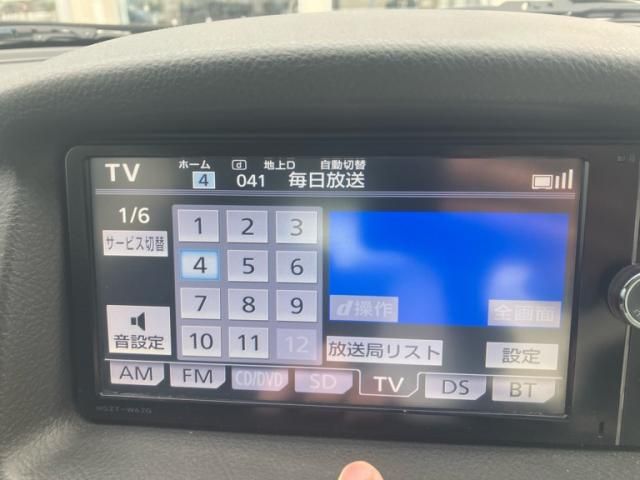 TV ホーム d 地上D 自動切替
4 041 毎日放送
1/6
サービス切替
1 2 3
4 5 6
7 8 9
10 11 12
d操作 全画面
音設定
放送局リスト 設定
AM FM CD/DVD SD TV DS BT
NSZT-W62G